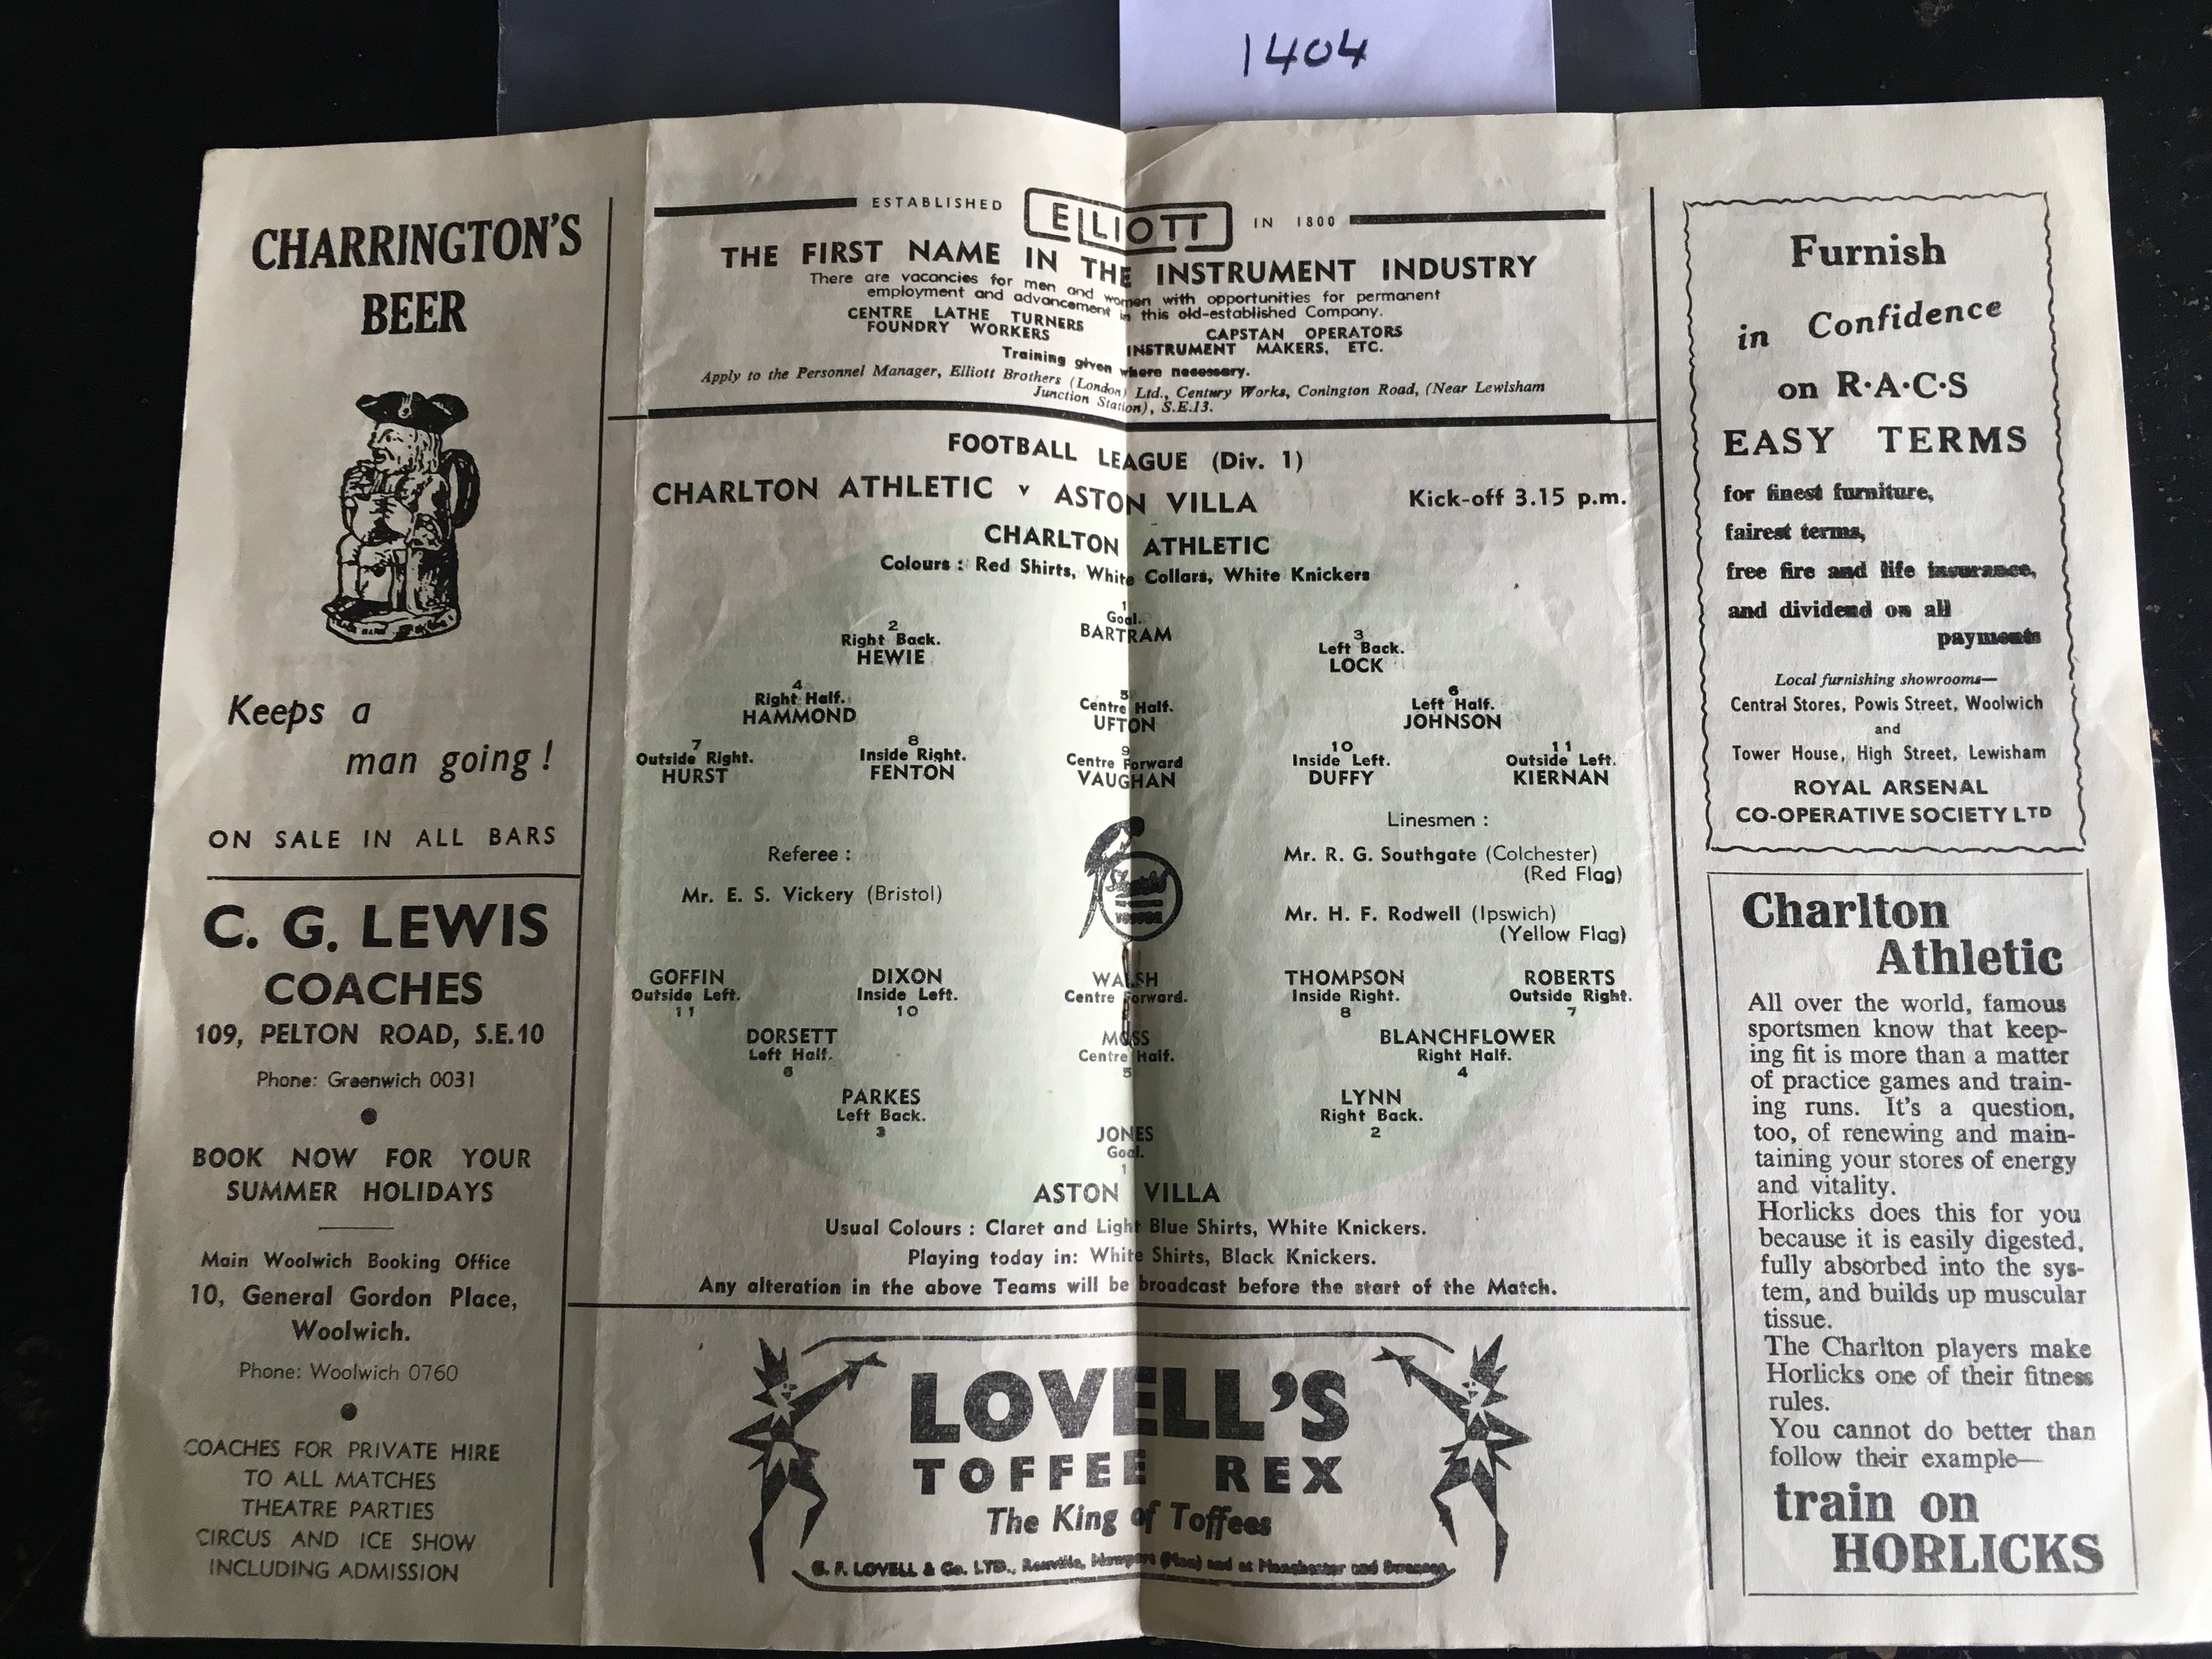 1404
CHARRINGTON'S
BEER
Keeps a
man going!
ON SALE IN ALL BARS
C. G. LEWIS
COACHES
109, PELTON ROAD, S.E.10
Phone: Greenwich 0031
BOOK NOW FOR YOUR
SUMMER HOLIDAYS
Main Woolwich Booking Office
10, General Gordon Place,
Woolwich.
Phone: Woolwich 0760
COACHES FOR PRIVATE HIRE
TO ALL MATCHES
THEATRE PARTIES
CIRCUS AND ICE SHOW
INCLUDING ADMISSION
ESTABLISHED ELLIOTT IN 1800
THE FIRST NAME IN THE INSTRUMENT INDUSTRY
There are vacancies for men and women with opportunities for permanent
employment and advancement in this old-established Company.
CENTRE LATHE TURNERS CAPSTAN OPERATORS
FOUNDRY WORKERS INSTRUMENT MAKERS, ETC.
Training given where necessary.
Apply to the Personnel Manager, Elliott Brothers (London) Ltd., Century Works, Conington Road, (Near Lewisham
Junction Station), S.E.13.
FOOTBALL LEAGUE (Div. 1)
CHARLTON ATHLETIC v ASTON VILLA Kick-off 3.15 p.m.
CHARLTON ATHLETIC
Colours : Red Shirts, White Collars, White Knickers
1
Goal.
BARTRAM
2 3
Right Back. Left Back.
HEWIE LOCK
4 5 6
Right Half. Centre Half. Left Half.
HAMMOND UFTON JOHNSON
7 8 9 10 11
Outside Right. Inside Right. Centre Forward Inside Left. Outside Left.
HURST FENTON VAUGHAN DUFFY KIERNAN
Referee : Linesmen :
Mr. E. S. Vickery (Bristol) Mr. R. G. Southgate (Colchester)
(Red Flag)
Mr. H. F. Rodwell (Ipswich)
(Yellow Flag)
GOFFIN DIXON WALSH THOMPSON ROBERTS
Outside Left. Inside Left. Centre Forward. Inside Right. Outside Right.
11 10 8 7
DORSETT MOSS BLANCHFLOWER
Left Half. Centre Half. Right Half.
6 5 4
PARKES LYNN
Left Back. Right Back.
3 2
JONES
Goal.
1
ASTON VILLA
Usual Colours : Claret and Light Blue Shirts, White Knickers.
Playing today in: White Shirts, Black Knickers.
Any alteration in the above Teams will be broadcast before the start of the Match.
LOVELL'S
TOFFEE REX
The King of Toffees
G. F. LOVELL & Co. LTD., Rexville, Newport (Mon) and at Manchester and Swansea
Furnish
in Confidence
on R·A·C·S
EASY TERMS
for finest furniture,
fairest terms,
free fire and life insurance,
and dividend on all
payments
Local furnishing showrooms—
Central Stores, Powis Street, Woolwich
and
Tower House, High Street, Lewisham
ROYAL ARSENAL
CO-OPERATIVE SOCIETY LTD
Charlton
Athletic
All over the world, famous
sportsmen know that keep-
ing fit is more than a matter
of practice games and train-
ing runs. It's a question,
too, of renewing and main-
taining your stores of energy
and vitality.
Horlicks does this for you
because it is easily digested,
fully absorbed into the sys-
tem, and builds up muscular
tissue.
The Charlton players make
Horlicks one of their fitness
rules.
You cannot do better than
follow their example—
train on
HORLICKS